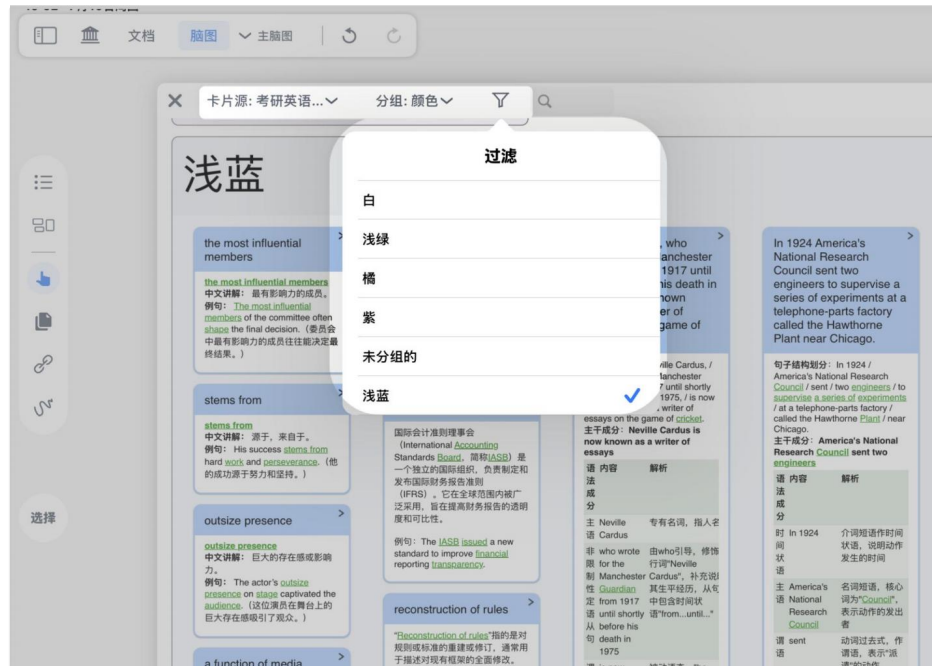 文档
脑图
主脑图
卡片源: 考研英语...
分组: 颜色
过滤
白
浅绿
橘
紫
未分组的
浅蓝
浅蓝
选择
the most influential
members
the most influential members
中文讲解： 最有影响力的成员。
例句： The most influential
members of the committee often
shape the final decision.（委员会
中最有影响力的成员往往能决定最
终结果。）
stems from
stems from
中文讲解： 源于，来自于。
例句： His success stems from
hard work and perseverance.（他
的成功源于努力和坚持。）
outsize presence
outsize presence
中文讲解： 巨大的存在感或影响
力。
例句： The actor's outsize
presence on stage captivated the
audience.（这位演员在舞台上的
巨大存在感吸引了观众。）
a function of media
国际会计准则理事会
（International Accounting
Standards Board，简称IASB）是
一个独立的国际组织，负责制定和
发布国际财务报告准则
（IFRS）。它在全球范围内被广
泛采用，旨在提高财务报告的透明
度和可比性。
例句：The IASB issued a new
standard to improve financial
reporting transparency.
reconstruction of rules
"Reconstruction of rules"指的是对
规则或标准的重建或修订，通常用
于描述对现有框架的全面修改。
, who
anchester
1917 until
his death in
nown
er of
game of
ville Cardus, /
Manchester
7 until shortly
1975, / is now
writer of
essays on the game of cricket.
主干成分：Neville Cardus is
now known as a writer of
essays
语法成分 内容 解析
主语 Neville Cardus 专有名词，指人名
非限制性定语从句 who wrote for the Manchester Guardian from 1917 until shortly before his death in 1975 由who引导，修饰先行词"Neville Cardus"，补充说明其生平经历，从句中包含时间状语"from...until..."
In 1924 America's
National Research
Council sent two
engineers to supervise a
series of experiments at a
telephone-parts factory
called the Hawthorne
Plant near Chicago.
句子结构划分：In 1924 /
America's National Research
Council / sent / two engineers / to
supervise a series of experiments
/ at a telephone-parts factory /
called the Hawthorne Plant / near
Chicago.
主干成分：America's National
Research Council sent two
engineers
语法成分 内容 解析
时间状语 In 1924 介词短语作时间状语，说明动作发生的时间
主语 America's National Research Council 名词短语，核心词为"Council"，表示动作的发出者
谓语 sent 动词过去式，作谓语，表示"派